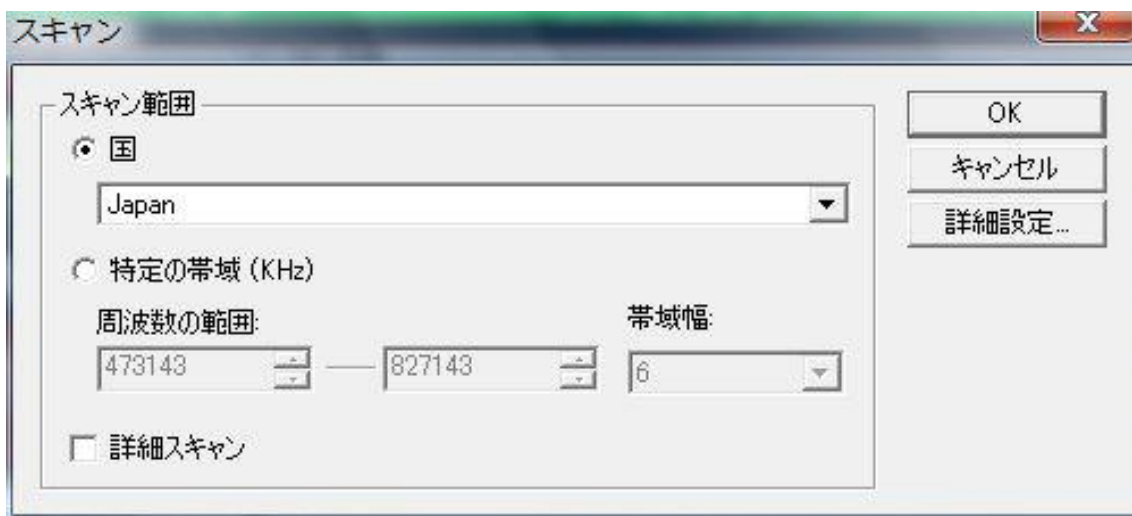 スキャン
スキャン範囲
国
Japan
特定の帯域 (KHz)
周波数の範囲:
帯域幅:
473143
827143
6
詳細スキャン
OK
キャンセル
詳細設定...